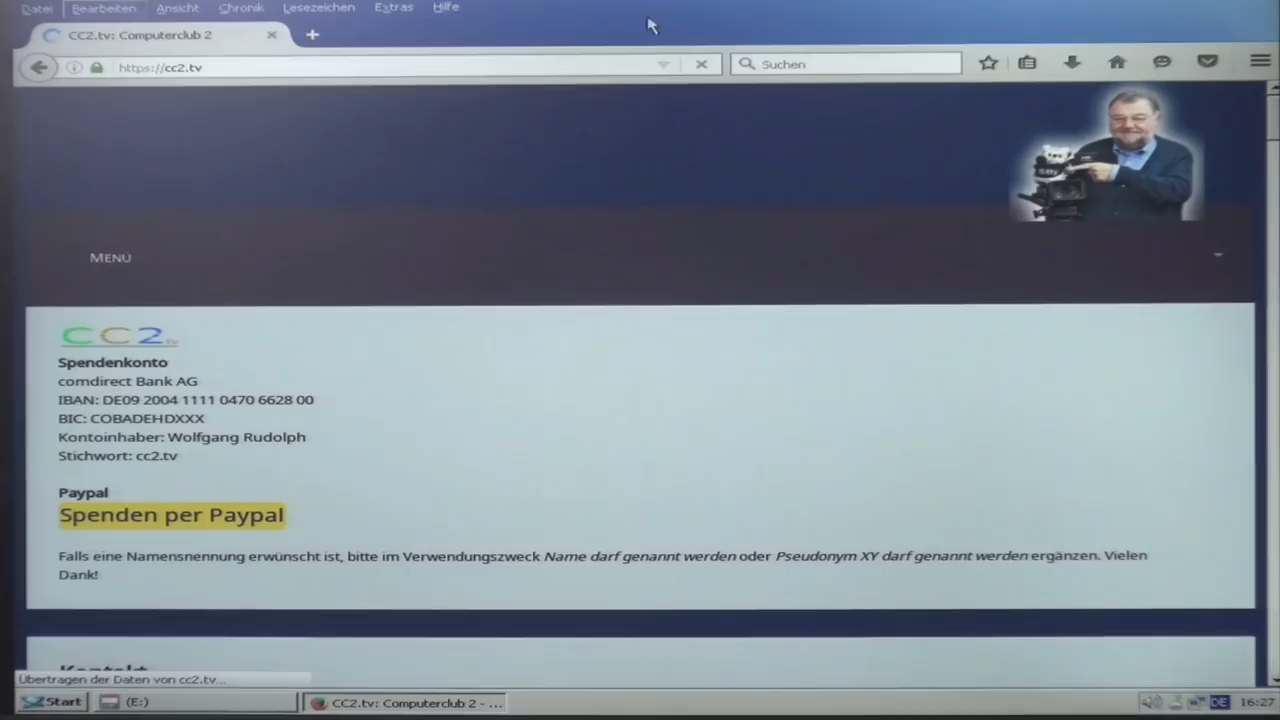 Datei Bearbeiten Ansicht Chronik Lesezeichen Extras Hilfe
CC2.tv: Computerclub 2
https://cc2.tv
Suchen
MENÜ
CC2.tv
Spendenkonto
comdirect Bank AG
IBAN: DE09 2004 1111 0470 6628 00
BIC: COBADEHDXXX
Kontoinhaber: Wolfgang Rudolph
Stichwort: cc2.tv
Paypal
Spenden per Paypal
Falls eine Namensnennung erwünscht ist, bitte im Verwendungszweck Name darf genannt werden oder Pseudonym XY darf genannt werden ergänzen. Vielen
Dank!
Kontakt
Übertragen der Daten von cc2.tv...
Start (E:) CC2.tv: Computerclub 2 - ... DE 16:27